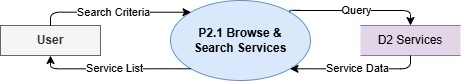 Search Criteria
Query
User
P2.1 Browse &
Search Services
D2 Services
Service List
Service Data